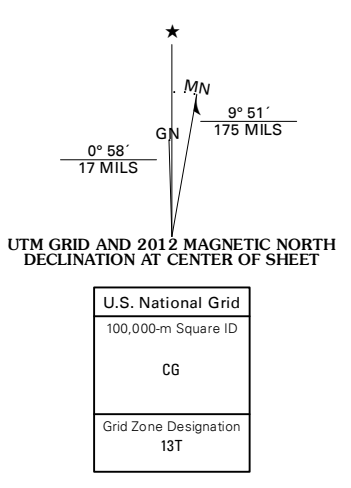 ★
MN
GN
9° 51´
175 MILS
0° 58´
17 MILS
UTM GRID AND 2012 MAGNETIC NORTH
DECLINATION AT CENTER OF SHEET
U.S. National Grid
100,000-m Square ID
CG
Grid Zone Designation
13T